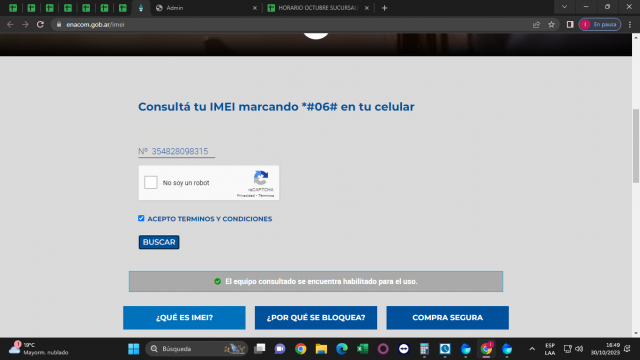 Admin
HORARIO OCTUBRE SUCURSAL
enacom.gob.ar/imei
En pausa
Consultá tu IMEI marcando *#06# en tu celular
Nº 354828098315
No soy un robot
reCAPTCHA
Privacidad - Términos
ACEPTO TERMINOS Y CONDICIONES
BUSCAR
El equipo consultado se encuentra habilitado para el uso.
¿QUÉ ES IMEI?
¿POR QUÉ SE BLOQUEA?
COMPRA SEGURA
19°C
Mayorm. nublado
Búsqueda
ESP
LAA
16:49
30/10/2023